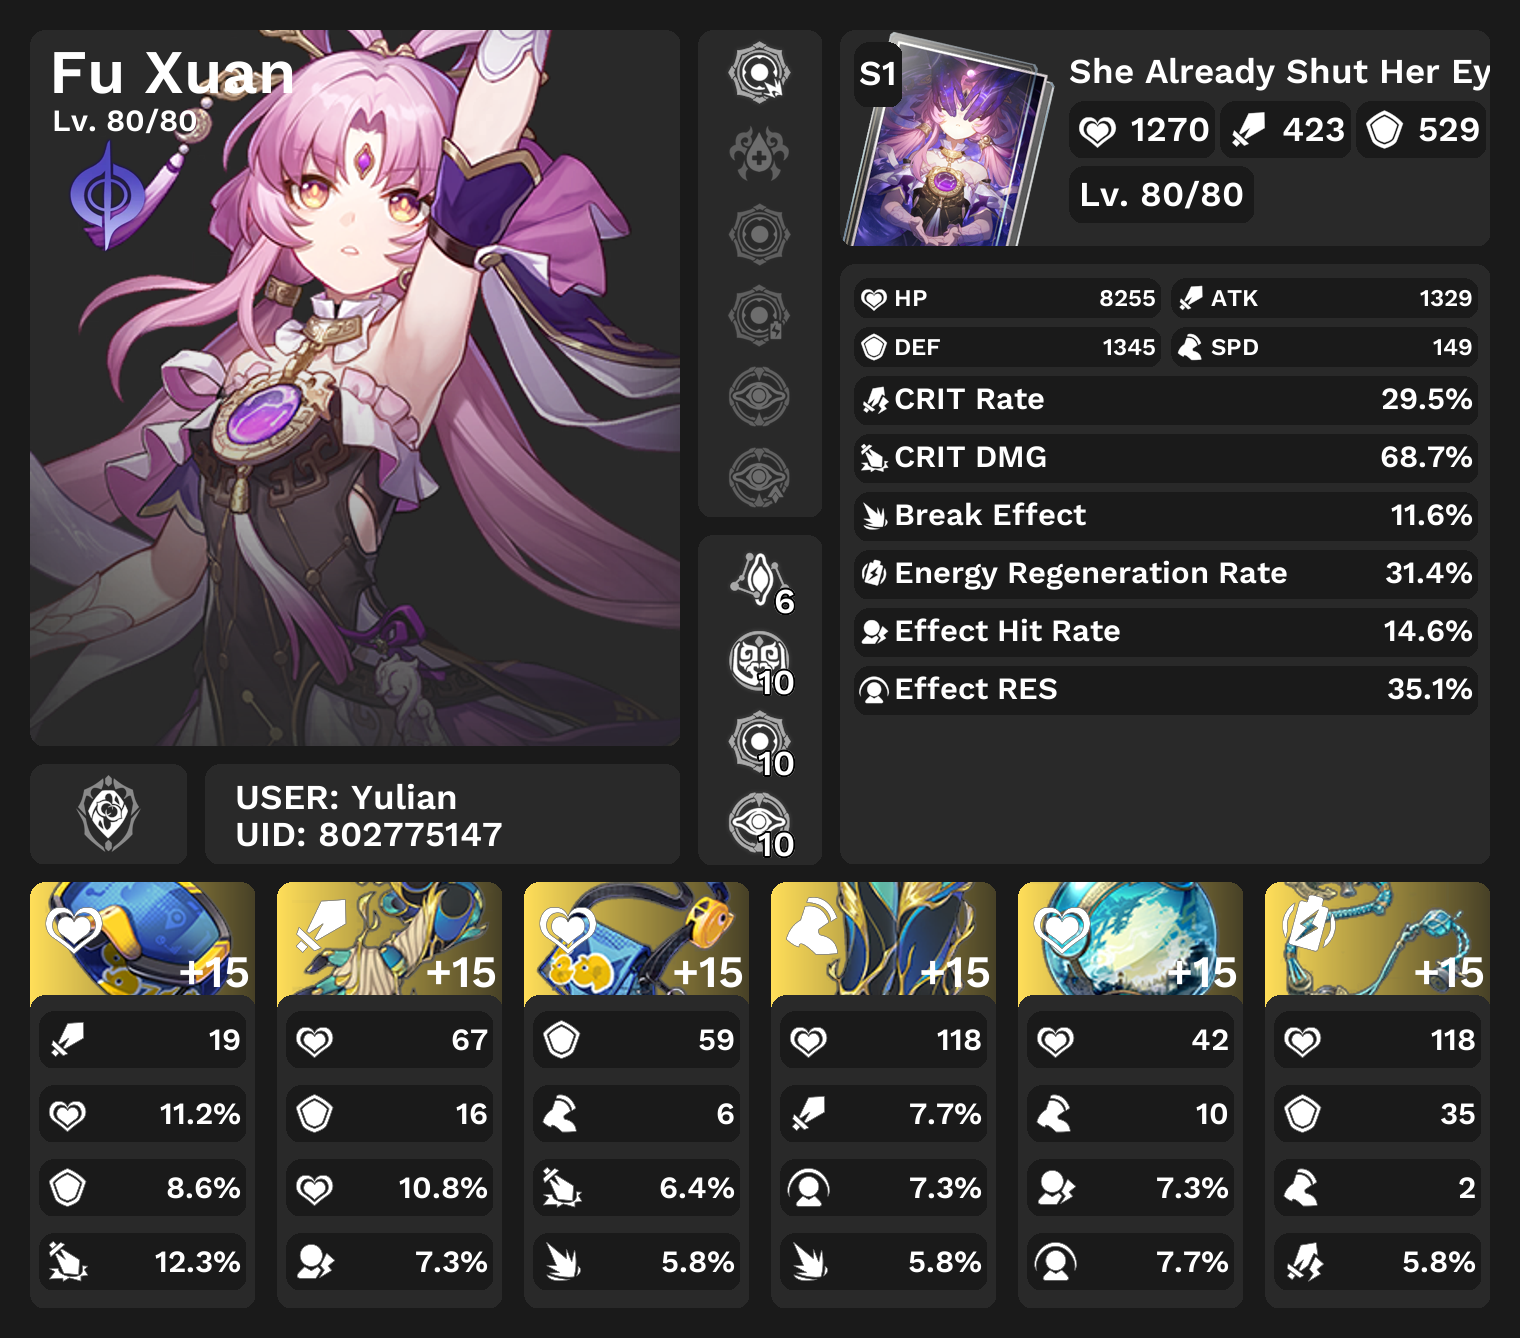 Fu Xuan
Lv. 80/80
S1
She Already Shut Her Ey
1270
423
529
Lv. 80/80
HP 8255
ATK 1329
DEF 1345
SPD 149
CRIT Rate 29.5%
CRIT DMG 68.7%
Break Effect 11.6%
Energy Regeneration Rate 31.4%
Effect Hit Rate 14.6%
Effect RES 35.1%
6
10
10
10
USER: Yulian
UID: 802775147
+15
19
11.2%
8.6%
12.3%
+15
67
16
10.8%
7.3%
+15
59
6
6.4%
5.8%
+15
118
7.7%
7.3%
5.8%
+15
42
10
7.3%
7.7%
+15
118
35
2
5.8%